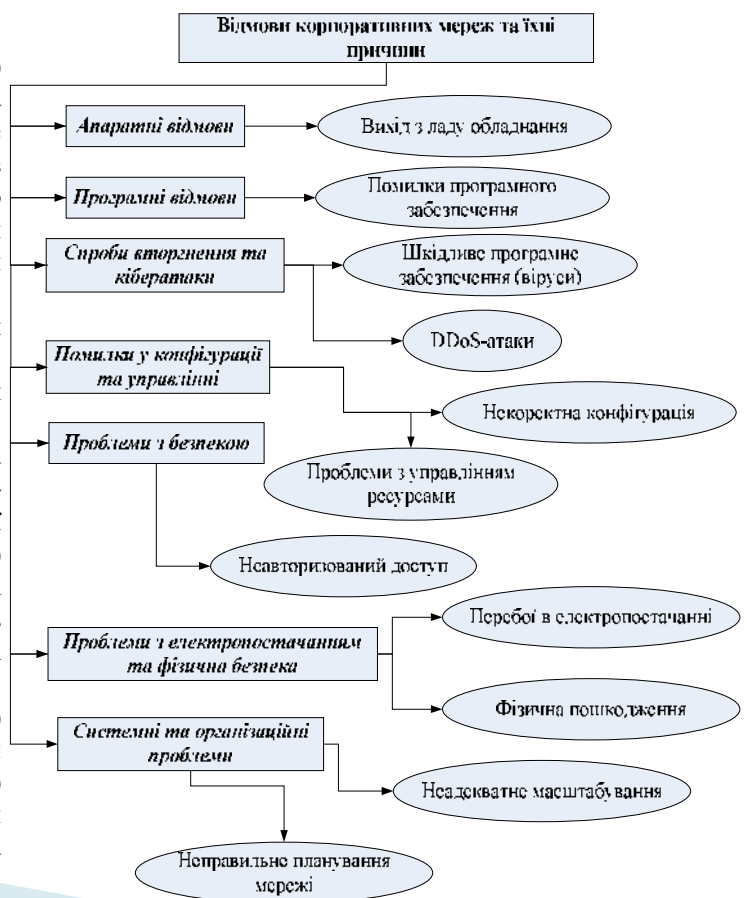 Відмови корпоративних мереж та їхні
причини
Апаратні відмови
Вихід з ладу обладнання
Програмні відмови
Помилки програмного
забезпечення
Спроби вторгнення та
кібератаки
Шкідливе програмне
забезпечення (віруси)
DDoS-атаки
Помилки у конфігурації
та управлінні
Некоректна конфігурація
Проблеми з управлінням
ресурсами
Проблеми з безпекою
Неавторизований доступ
Проблеми з електропостачанням
та фізична безпека
Перебої в електропостачанні
Фізична пошкодження
Системні та організаційні
проблеми
Неадекватне масштабування
Неправильне планування
мережі